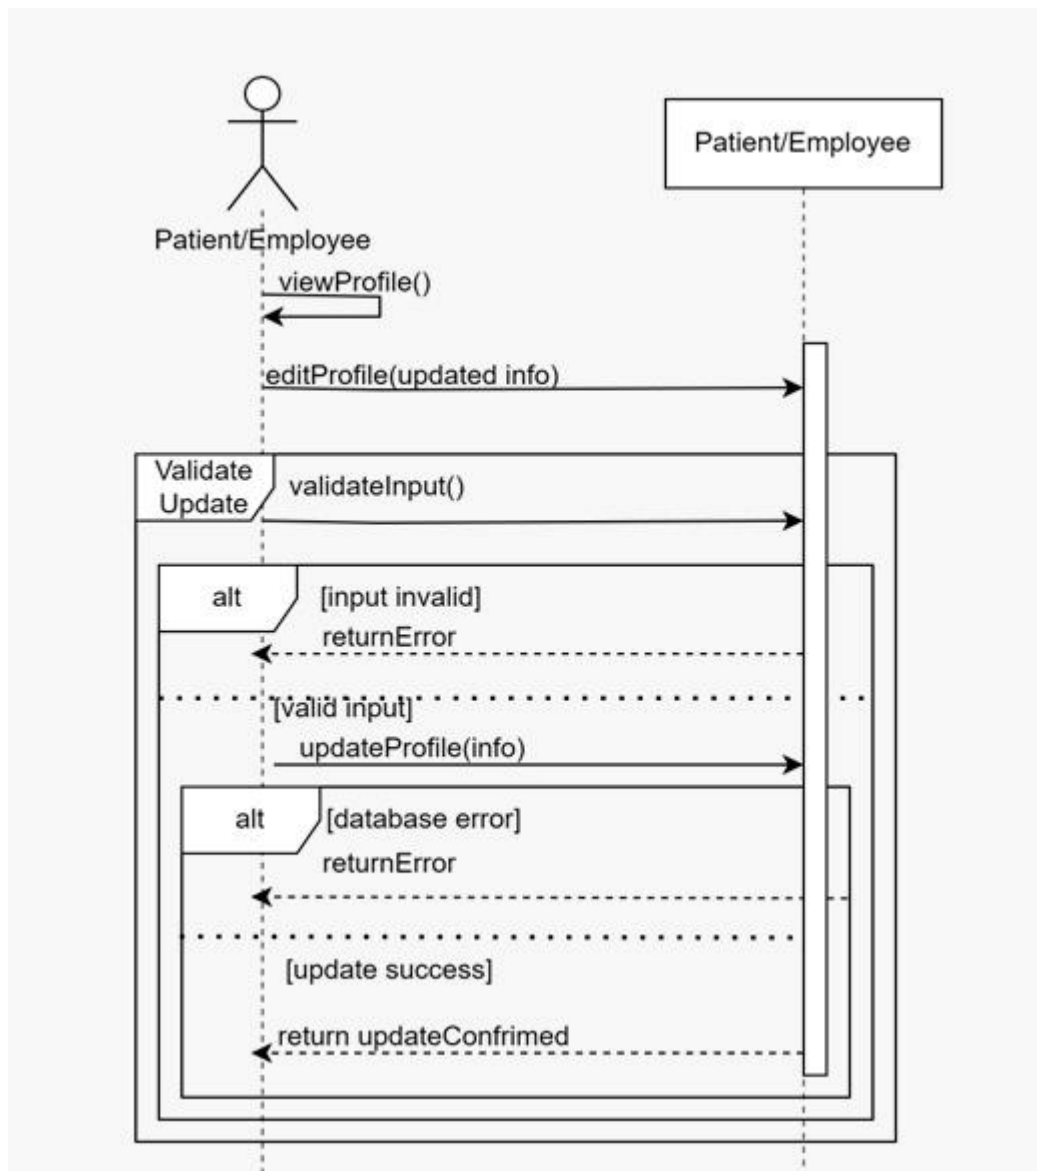 Patient/Employee
Patient/Employee
viewProfile()
editProfile(updated info)
Validate
Update
validateInput()
alt
[input invalid]
returnError
[valid input]
updateProfile(info)
alt
[database error]
returnError
[update success]
return updateConfrimed